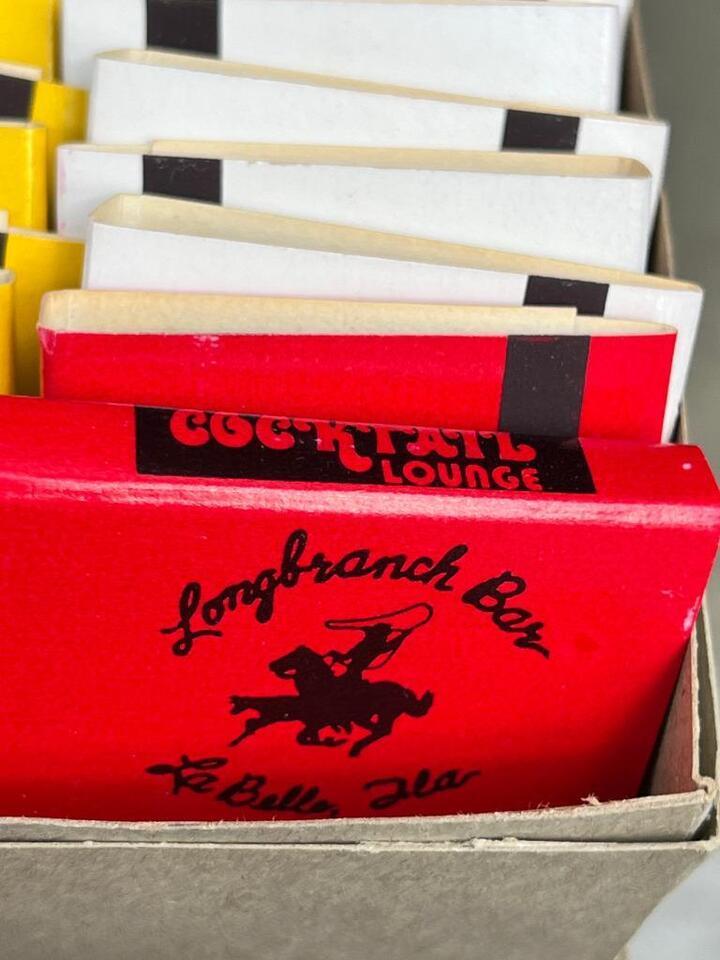 COCKTAIL
LOUNGE
Longbranch Bar
La Belle, Fla